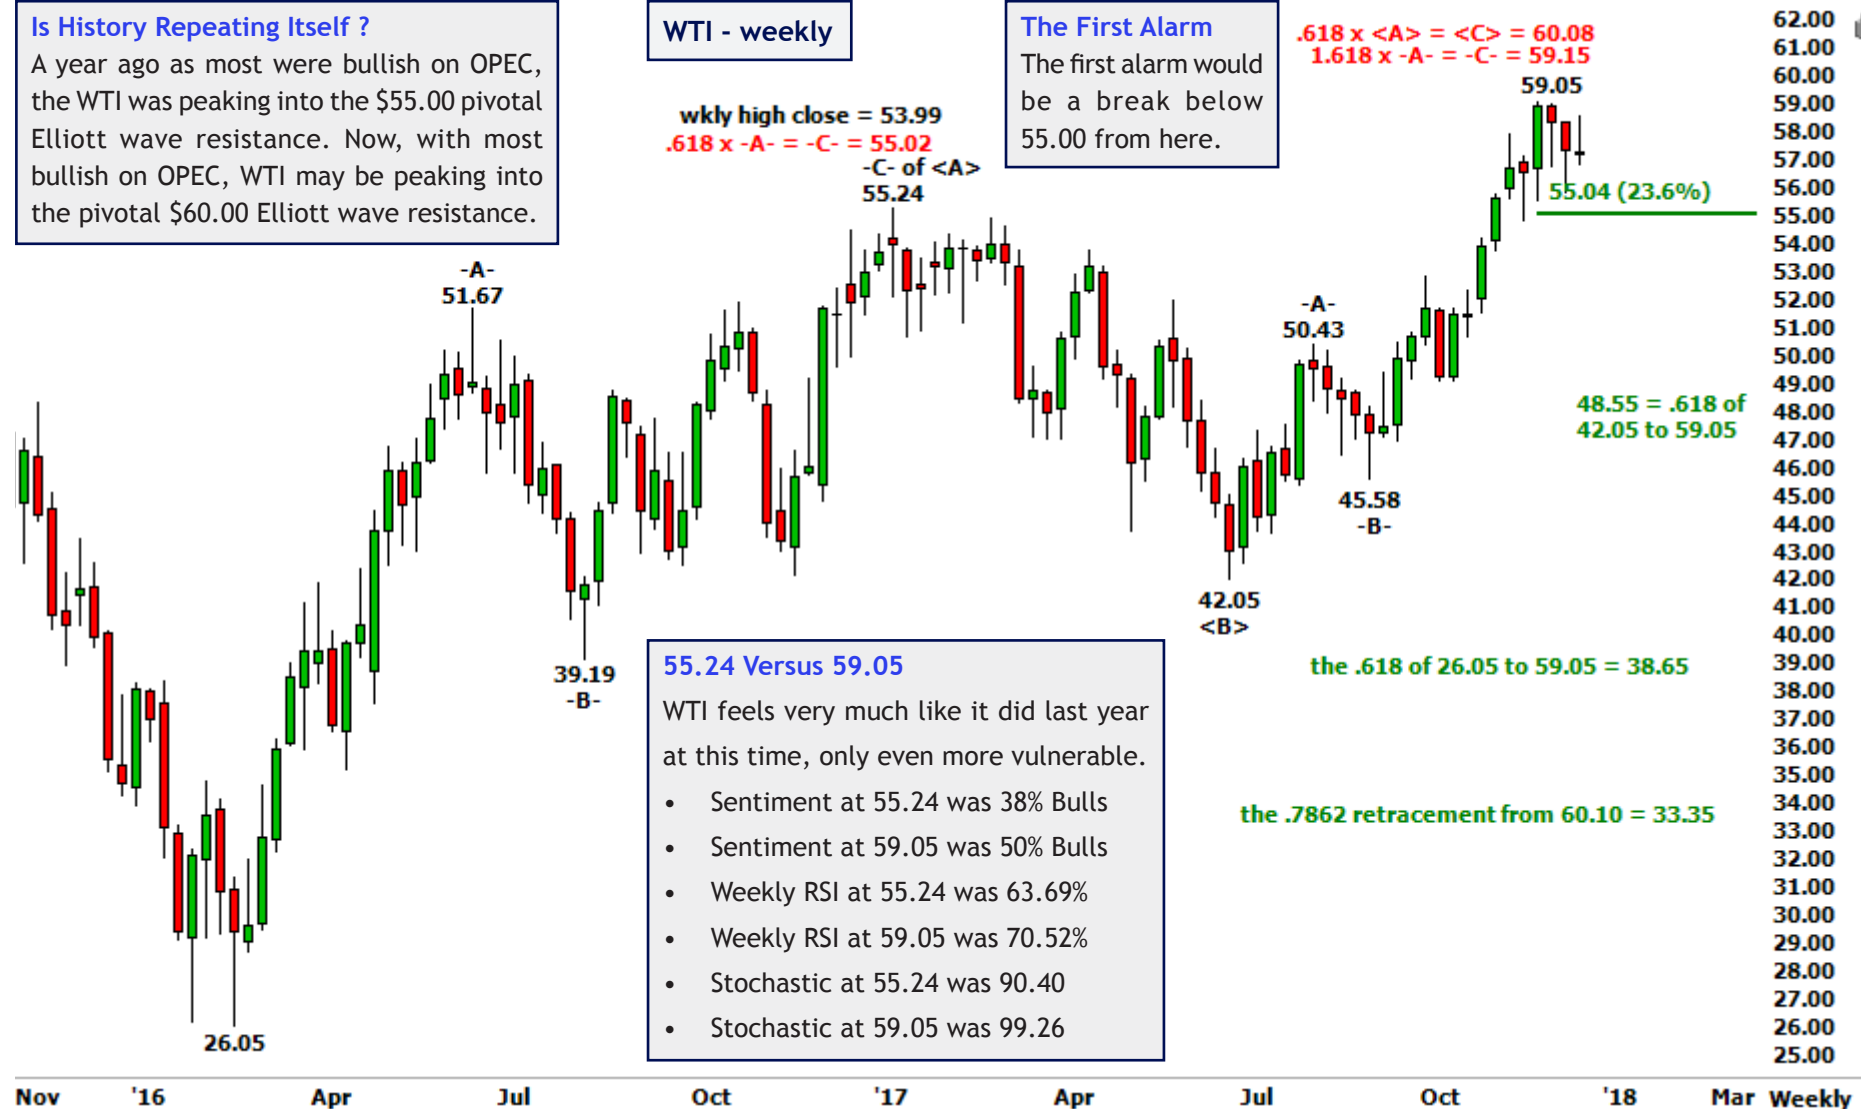 Is History Repeating Itself ?
A year ago as most were bullish on OPEC,
the WTI was peaking into the $55.00 pivotal
Elliott wave resistance. Now, with most
bullish on OPEC, WTI may be peaking into
the pivotal $60.00 Elliott wave resistance.
WTI - weekly
The First Alarm
The first alarm would
be a break below
55.00 from here.
.618 x <A> = <C> = 60.08
1.618 x -A- = -C- = 59.15
59.05
wkly high close = 53.99
.618 x -A- = -C- = 55.02
-C- of <A>
55.24
55.04 (23.6%)
-A-
51.67
-A-
50.43
48.55 = .618 of
42.05 to 59.05
45.58
-B-
42.05
<B>
39.19
-B-
the .618 of 26.05 to 59.05 = 38.65
the .7862 retracement from 60.10 = 33.35
26.05
55.24 Versus 59.05
WTI feels very much like it did last year
at this time, only even more vulnerable.
• Sentiment at 55.24 was 38% Bulls
• Sentiment at 59.05 was 50% Bulls
• Weekly RSI at 55.24 was 63.69%
• Weekly RSI at 59.05 was 70.52%
• Stochastic at 55.24 was 90.40
• Stochastic at 59.05 was 99.26
62.00
61.00
60.00
59.00
58.00
57.00
56.00
55.00
54.00
53.00
52.00
51.00
50.00
49.00
48.00
47.00
46.00
45.00
44.00
43.00
42.00
41.00
40.00
39.00
38.00
37.00
36.00
35.00
34.00
33.00
32.00
31.00
30.00
29.00
28.00
27.00
26.00
25.00
Nov '16 Apr Jul Oct '17 Apr Jul Oct '18 Mar Weekly